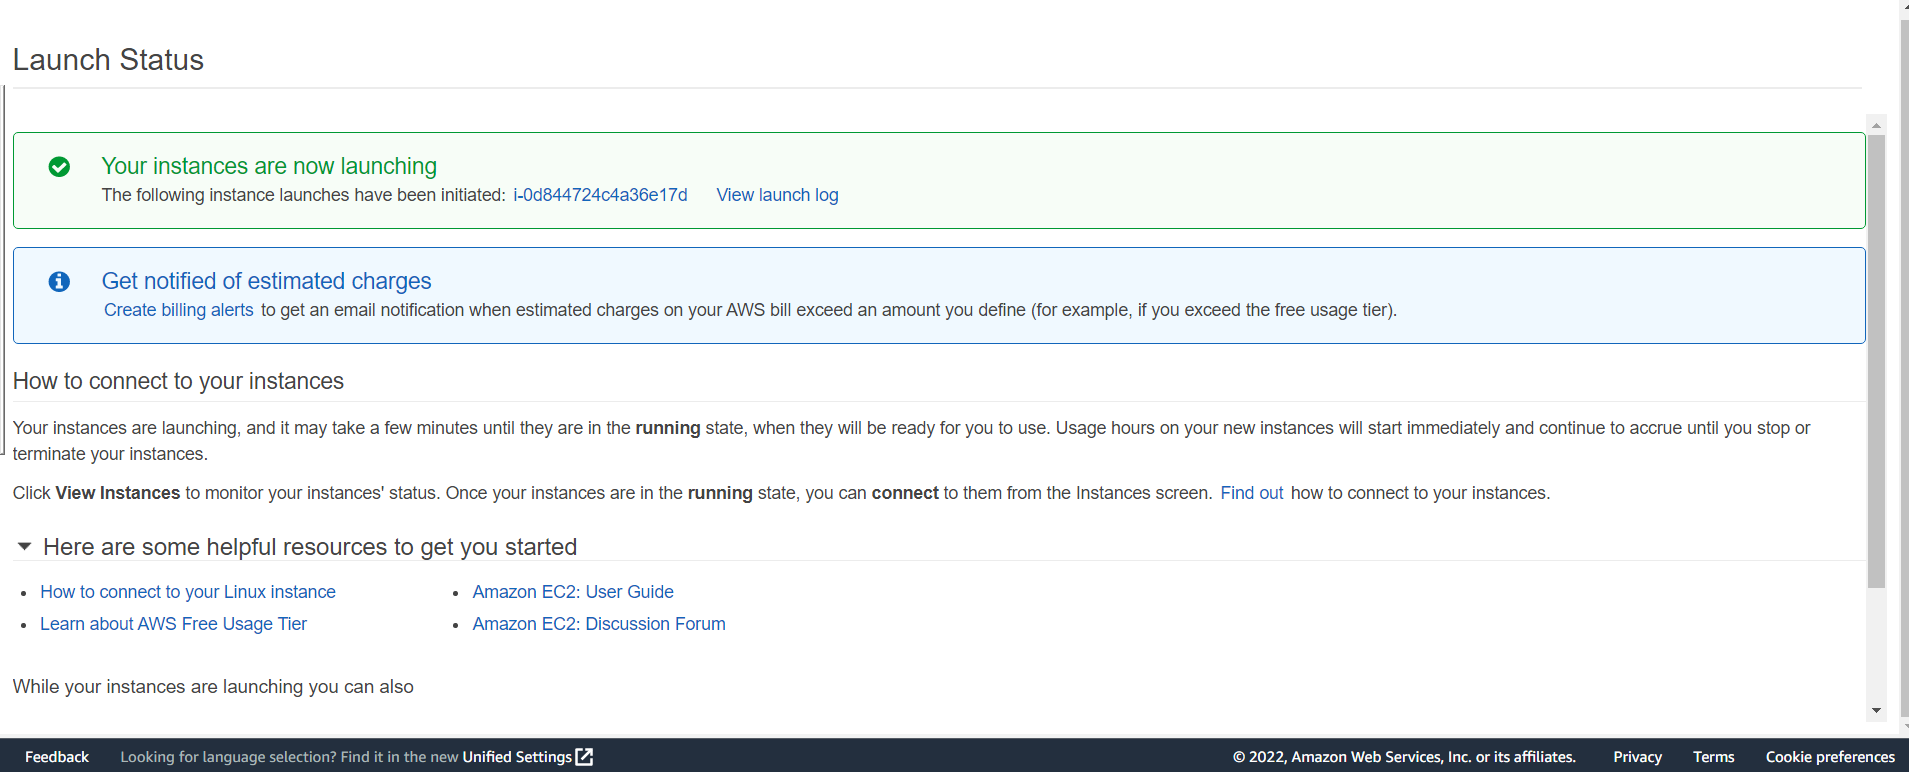 Launch Status
Your instances are now launching
The following instance launches have been initiated: i-0d844724c4a36e17d View launch log
Get notified of estimated charges
Create billing alerts to get an email notification when estimated charges on your AWS bill exceed an amount you define (for example, if you exceed the free usage tier).
How to connect to your instances
Your instances are launching, and it may take a few minutes until they are in the running state, when they will be ready for you to use. Usage hours on your new instances will start immediately and continue to accrue until you stop or
terminate your instances.
Click View Instances to monitor your instances' status. Once your instances are in the running state, you can connect to them from the Instances screen. Find out how to connect to your instances.
Here are some helpful resources to get you started
• How to connect to your Linux instance • Amazon EC2: User Guide
• Learn about AWS Free Usage Tier • Amazon EC2: Discussion Forum
While your instances are launching you can also
Feedback Looking for language selection? Find it in the new Unified Settings © 2022, Amazon Web Services, Inc. or its affiliates. Privacy Terms Cookie preferences